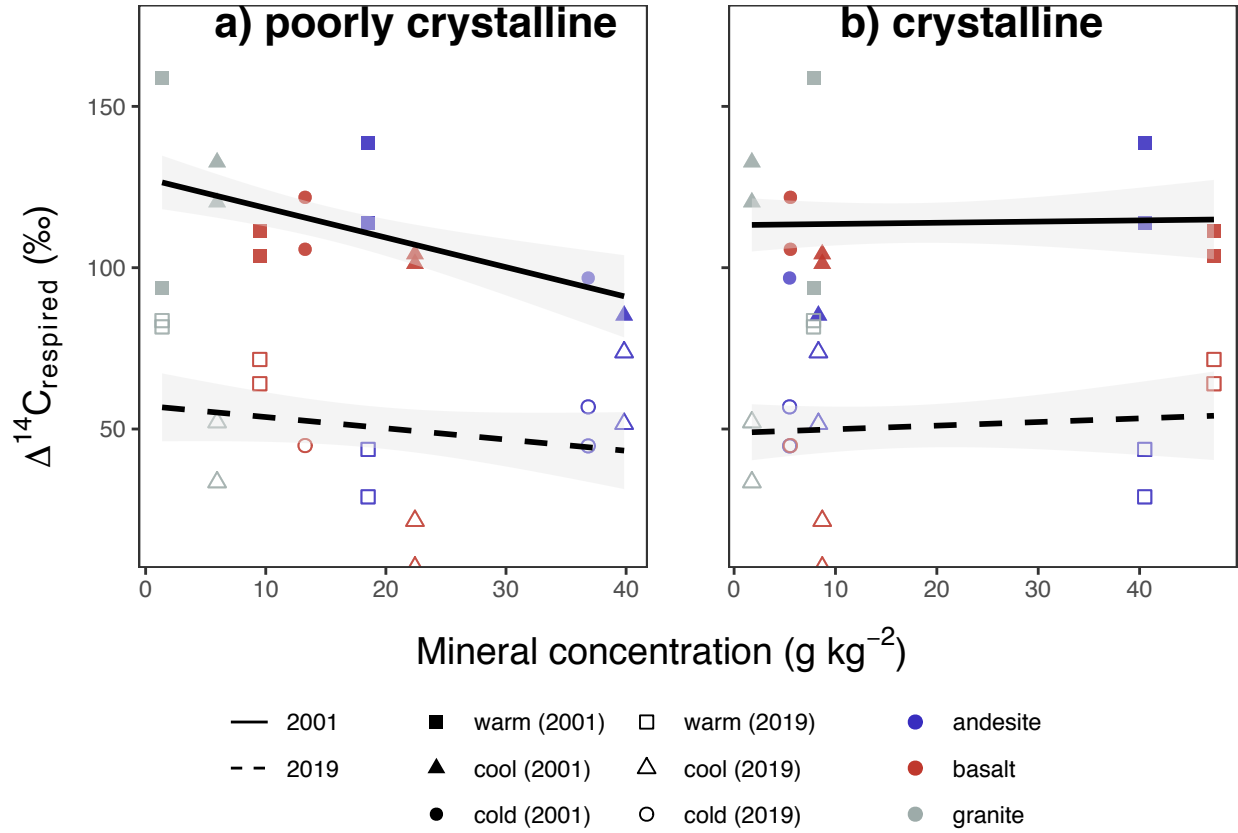 a) poorly crystalline
b) crystalline
150
100
50
Δ¹⁴C_respired (‰)
0 10 20 30 40
0 10 20 30 40
Mineral concentration (g kg⁻²)
2001 warm (2001) warm (2019) andesite
2019 cool (2001) cool (2019) basalt
cold (2001) cold (2019) granite